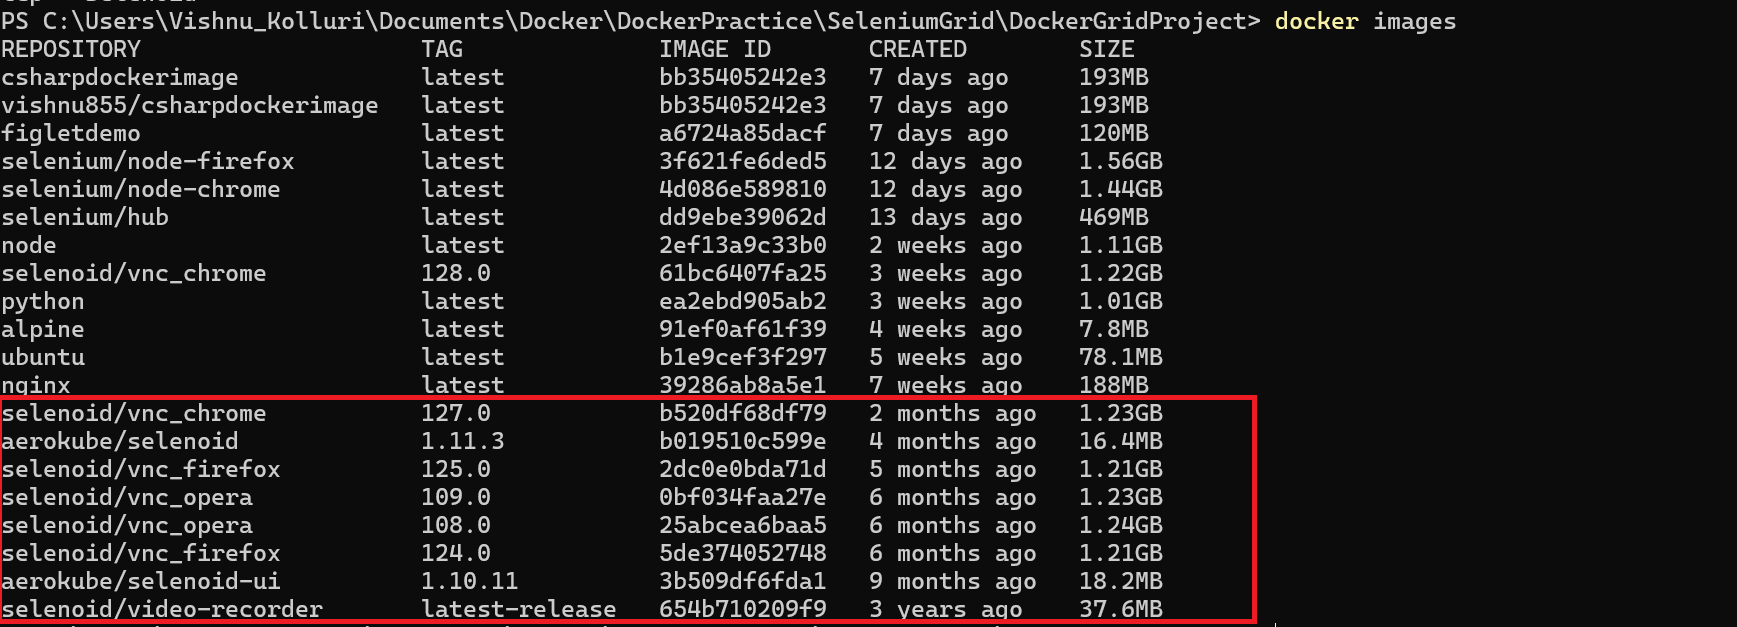 PS C:\Users\Vishnu_Kolluri\Documents\Docker\DockerPractice\SeleniumGrid\DockerGridProject> docker images
REPOSITORY TAG IMAGE ID CREATED SIZE
csharpdockerimage latest bb35405242e3 7 days ago 193MB
vishnu855/csharpdockerimage latest bb35405242e3 7 days ago 193MB
figletdemo latest a6724a85dacf 7 days ago 120MB
selenium/node-firefox latest 3f621fe6ded5 12 days ago 1.56GB
selenium/node-chrome latest 4d086e589810 12 days ago 1.44GB
selenium/hub latest dd9ebe39062d 13 days ago 469MB
node latest 2ef13a9c33b0 2 weeks ago 1.11GB
selenoid/vnc_chrome 128.0 61bc6407fa25 3 weeks ago 1.22GB
python latest ea2ebd905ab2 3 weeks ago 1.01GB
alpine latest 91ef0af61f39 4 weeks ago 7.8MB
ubuntu latest b1e9cef3f297 5 weeks ago 78.1MB
nginx latest 39286ab8a5e1 7 weeks ago 188MB
selenoid/vnc_chrome 127.0 b520df68df79 2 months ago 1.23GB
aerokube/selenoid 1.11.3 b019510c599e 4 months ago 16.4MB
selenoid/vnc_firefox 125.0 2dc0e0bda71d 5 months ago 1.21GB
selenoid/vnc_opera 109.0 0bf034faa27e 6 months ago 1.23GB
selenoid/vnc_opera 108.0 25abcea6baa5 6 months ago 1.24GB
selenoid/vnc_firefox 124.0 5de374052748 6 months ago 1.21GB
aerokube/selenoid-ui 1.10.11 3b509df6fda1 9 months ago 18.2MB
selenoid/video-recorder latest-release 654b710209f9 3 years ago 37.6MB